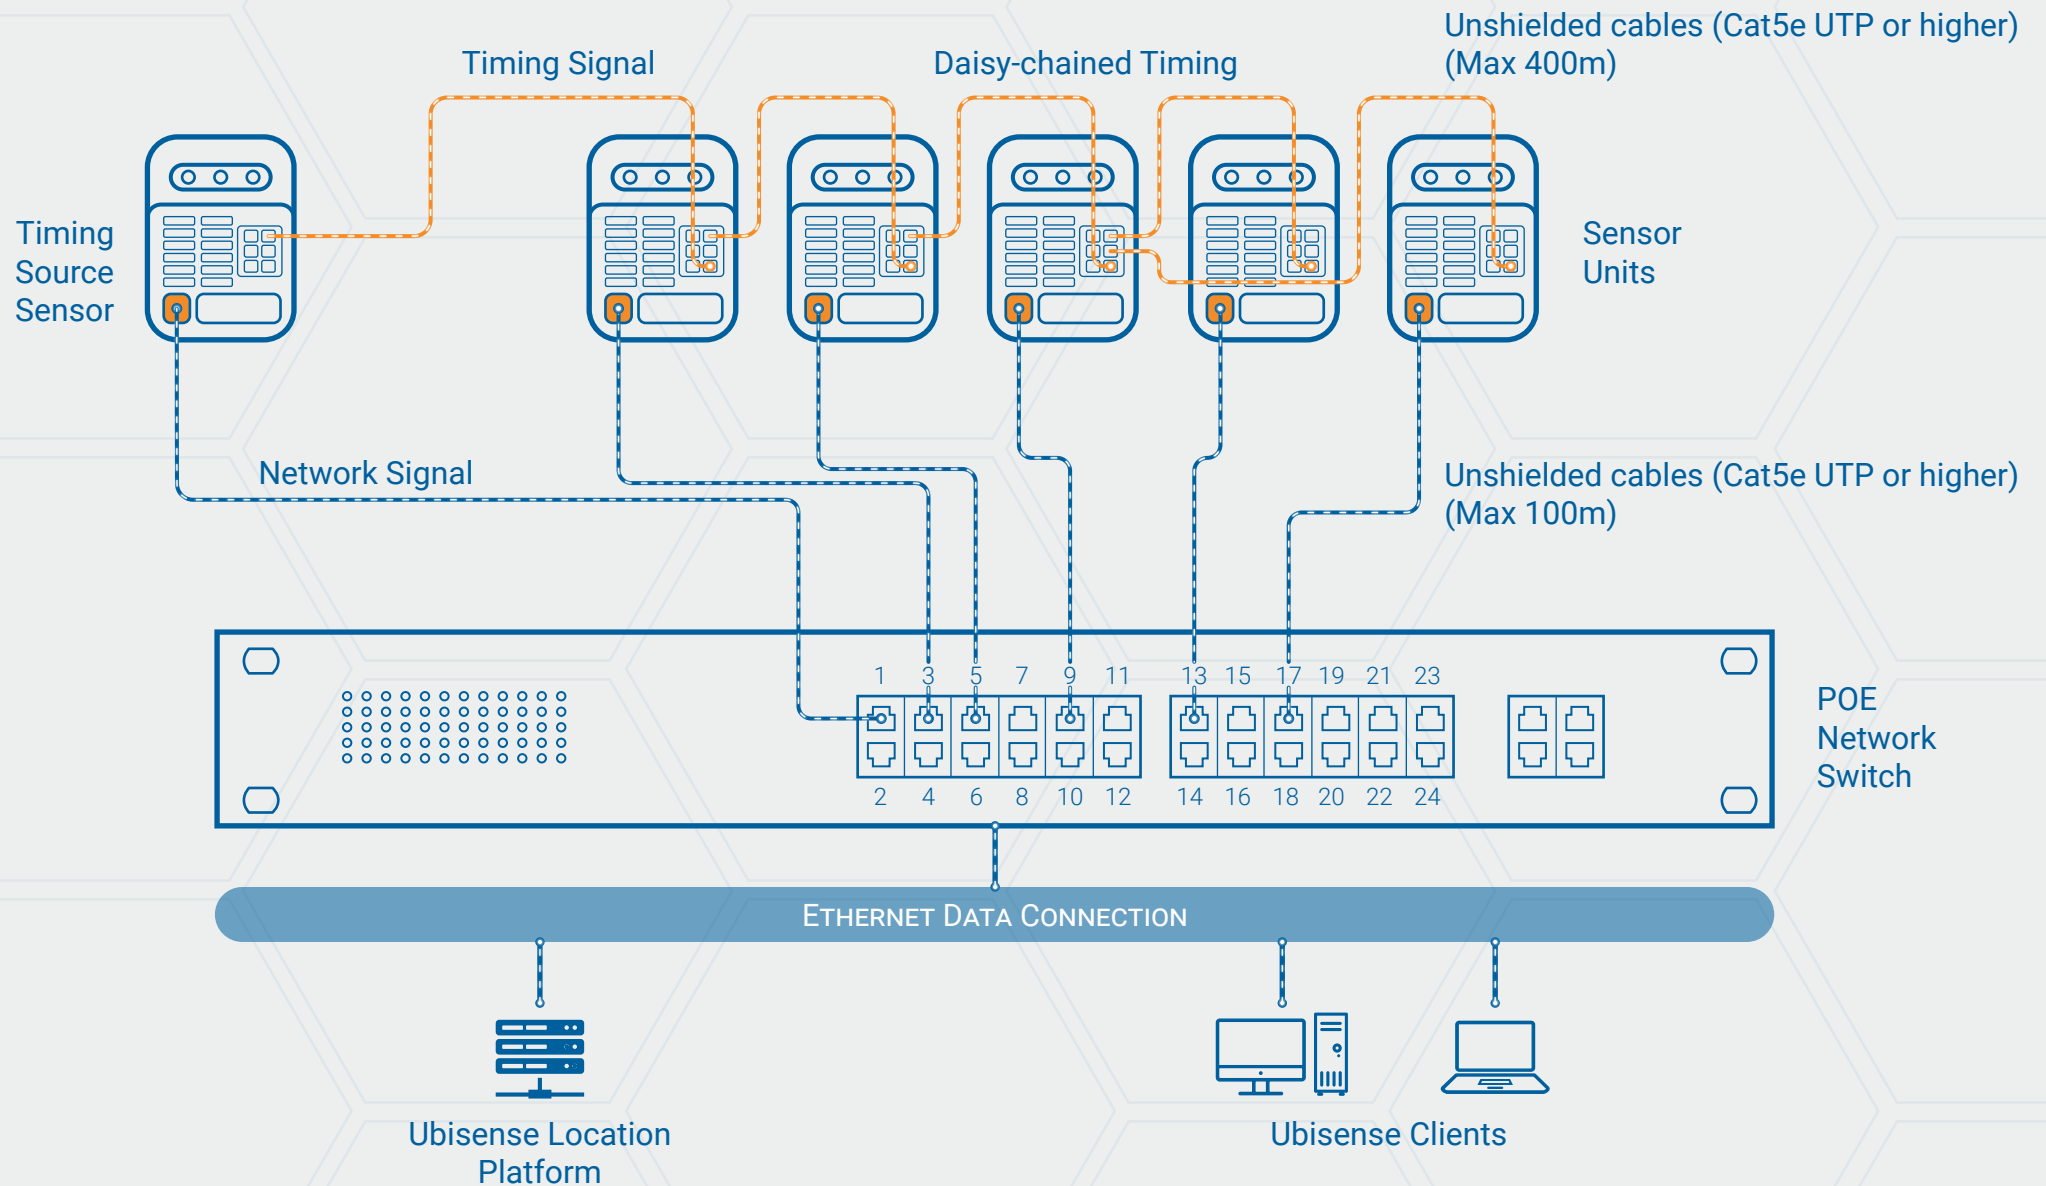 Unshielded cables (Cat5e UTP or higher)
Timing Signal
Daisy-chained Timing
(Max 400m)
Timing
Source
Sensor
Sensor
Units
Network Signal
Unshielded cables (Cat5e UTP or higher)
(Max 100m)
1 3 5 7 9 11 13 15 17 19 21 23
2 4 6 8 10 12 14 16 18 20 22 24
POE
Network
Switch
ETHERNET DATA CONNECTION
Ubisense Location
Platform
Ubisense Clients